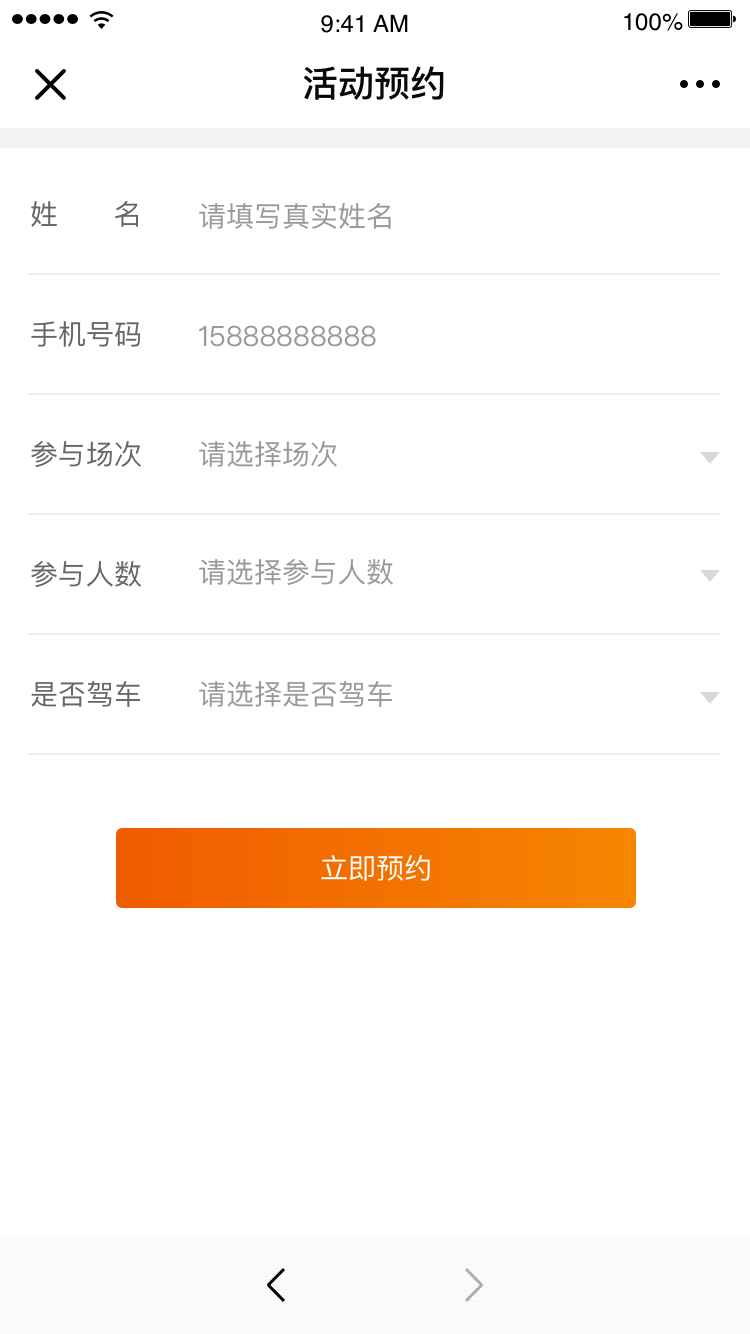 9:41 AM 100%
活动预约
姓 名 请填写真实姓名
手机号码 15888888888
参与场次 请选择场次
参与人数 请选择参与人数
是否驾车 请选择是否驾车
立即预约